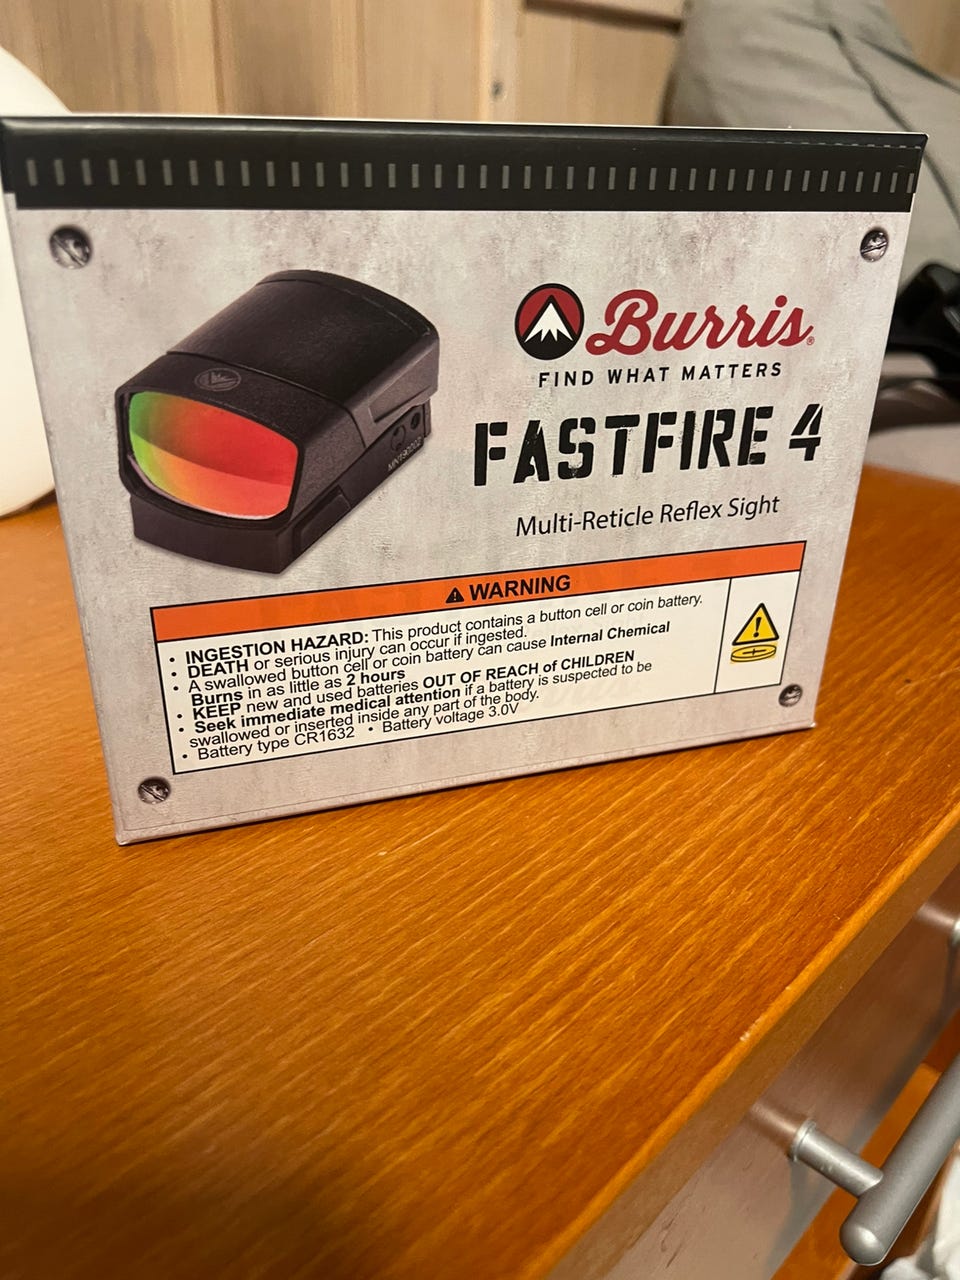 Burris®
FIND WHAT MATTERS
FASTFIRE 4
Multi-Reticle Reflex Sight
WARNING
• INGESTION HAZARD: This product contains a button cell or coin battery.
• DEATH or serious injury can occur if ingested.
• A swallowed button cell or coin battery can cause Internal Chemical
Burns in as little as 2 hours
• KEEP new and used batteries OUT OF REACH of CHILDREN
• Seek immediate medical attention if a battery is suspected to be
swallowed or inserted inside any part of the body.
• Battery type CR1632 • Battery voltage 3.0V